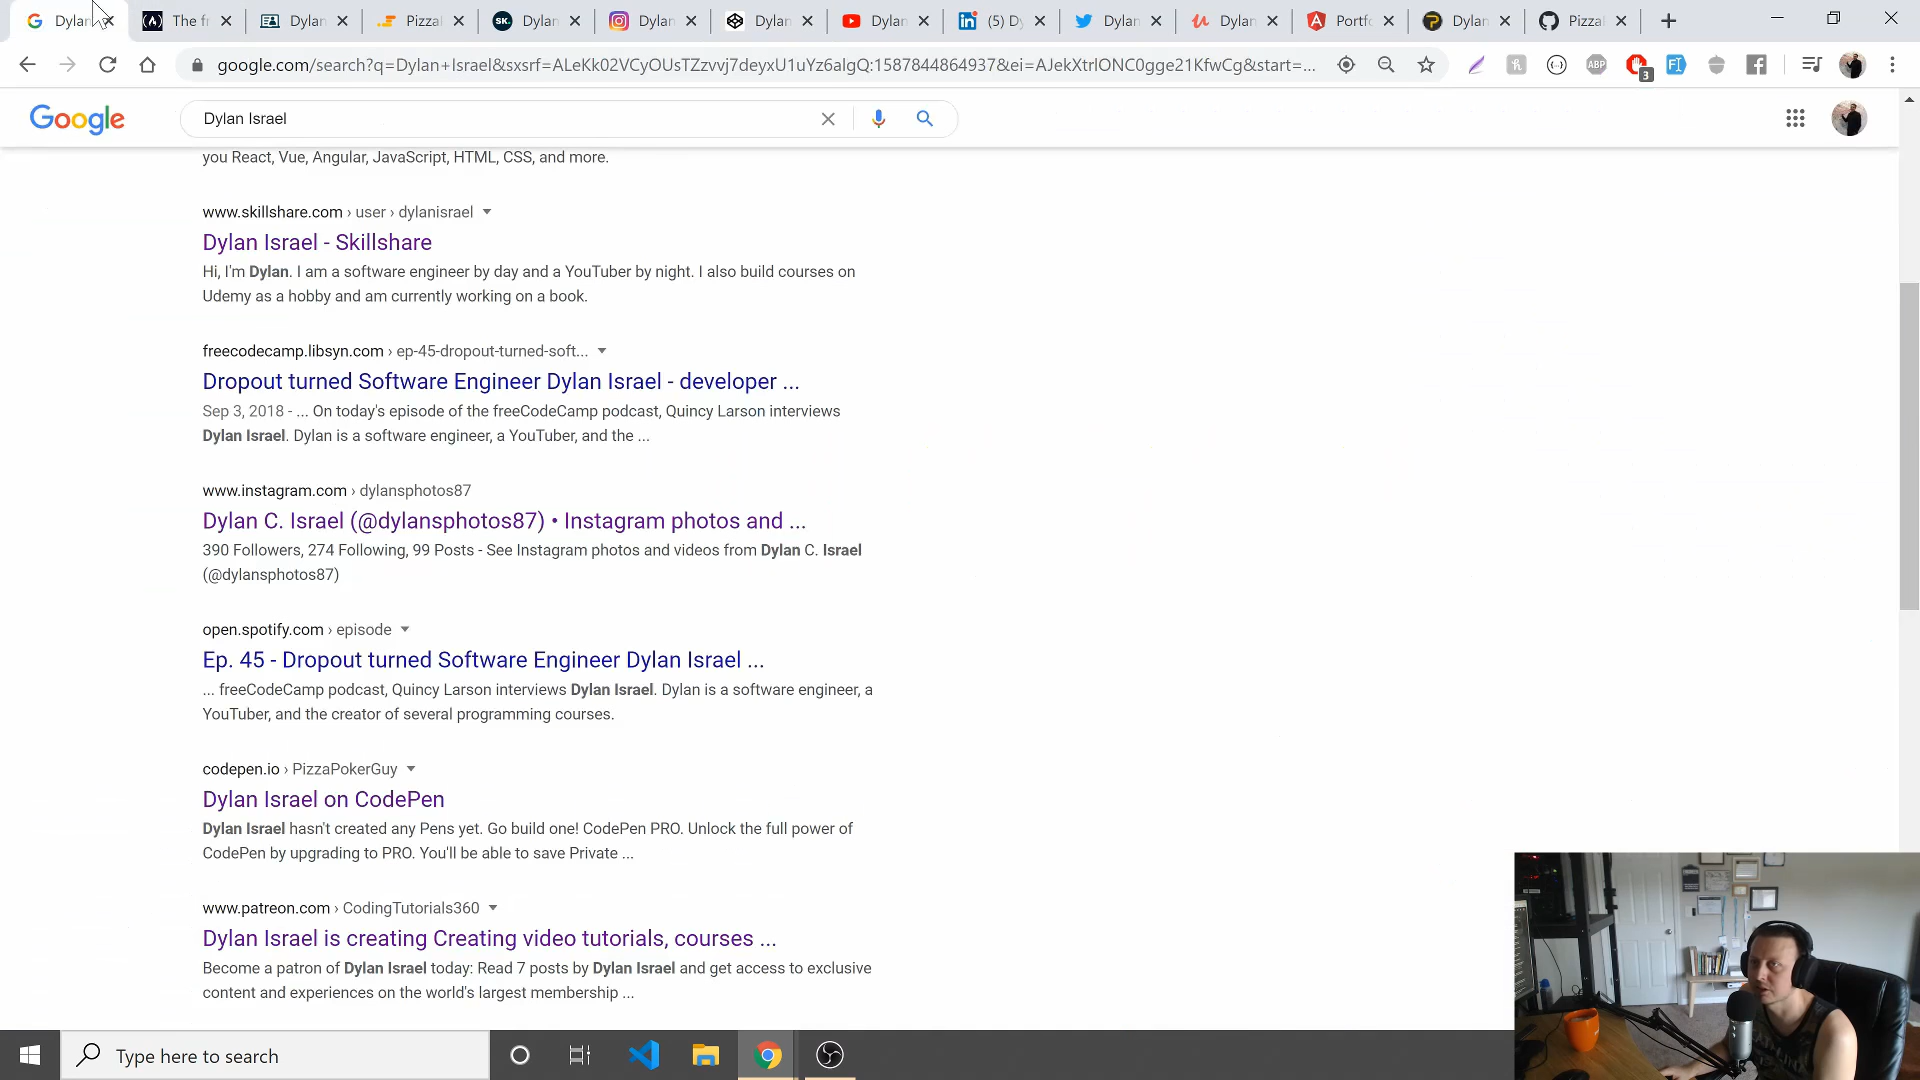 Dylan
The fr
Dylan
Pizzal
Dylan
Dylan
Dylan
Dylan
(5) Dy
Dylan
Dylan
Portfo
Dylan
Pizzal
google.com/search?q=Dylan+Israel&sxsrf=ALeKk02VCyOUsTZzvvj7deyxU1uYz6aIgQ:1587844864937&ei=AJekXtrlONC0gge21KfwCg&start=...
ABP
3
Google
Dylan Israel
you React, Vue, Angular, JavaScript, HTML, CSS, and more.
www.skillshare.com › user › dylanisrael
Dylan Israel - Skillshare
Hi, I'm Dylan. I am a software engineer by day and a YouTuber by night. I also build courses on
Udemy as a hobby and am currently working on a book.
freecodecamp.libsyn.com › ep-45-dropout-turned-soft...
Dropout turned Software Engineer Dylan Israel - developer ...
Sep 3, 2018 - ... On today's episode of the freeCodeCamp podcast, Quincy Larson interviews
Dylan Israel. Dylan is a software engineer, a YouTuber, and the ...
www.instagram.com › dylansphotos87
Dylan C. Israel (@dylansphotos87) • Instagram photos and ...
390 Followers, 274 Following, 99 Posts - See Instagram photos and videos from Dylan C. Israel
(@dylansphotos87)
open.spotify.com › episode
Ep. 45 - Dropout turned Software Engineer Dylan Israel ...
... freeCodeCamp podcast, Quincy Larson interviews Dylan Israel. Dylan is a software engineer, a
YouTuber, and the creator of several programming courses.
codepen.io › PizzaPokerGuy
Dylan Israel on CodePen
Dylan Israel hasn't created any Pens yet. Go build one! CodePen PRO. Unlock the full power of
CodePen by upgrading to PRO. You'll be able to save Private ...
www.patreon.com › CodingTutorials360
Dylan Israel is creating Creating video tutorials, courses ...
Become a patron of Dylan Israel today: Read 7 posts by Dylan Israel and get access to exclusive
content and experiences on the world's largest membership ...
Type here to search